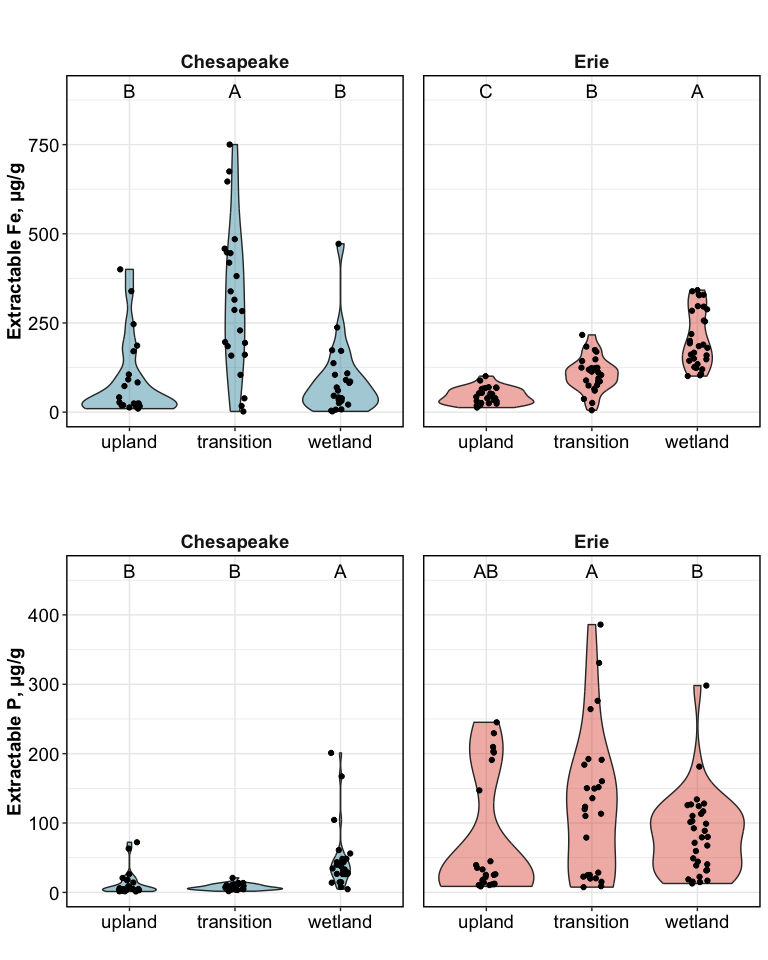 Chesapeake Erie
B A B C B A
Extractable Fe, µg/g
750
500
250
0
upland transition wetland upland transition wetland
Chesapeake Erie
B B A AB A B
Extractable P, µg/g
400
300
200
100
0
upland transition wetland upland transition wetland